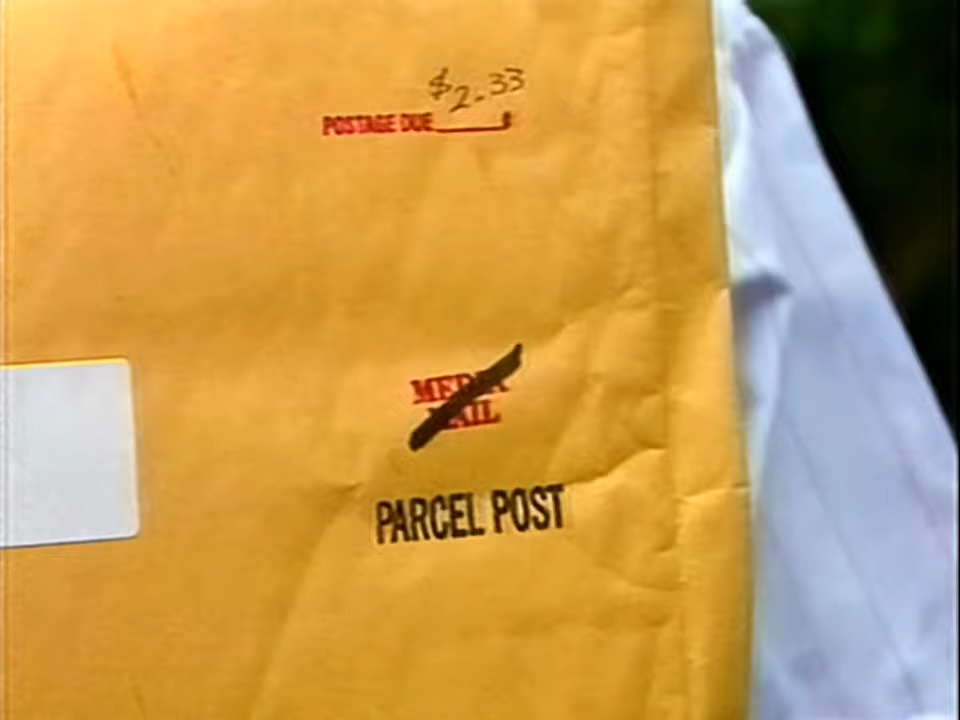 $2.33
POSTAGE DUE
MEDIA
MAIL
PARCEL POST